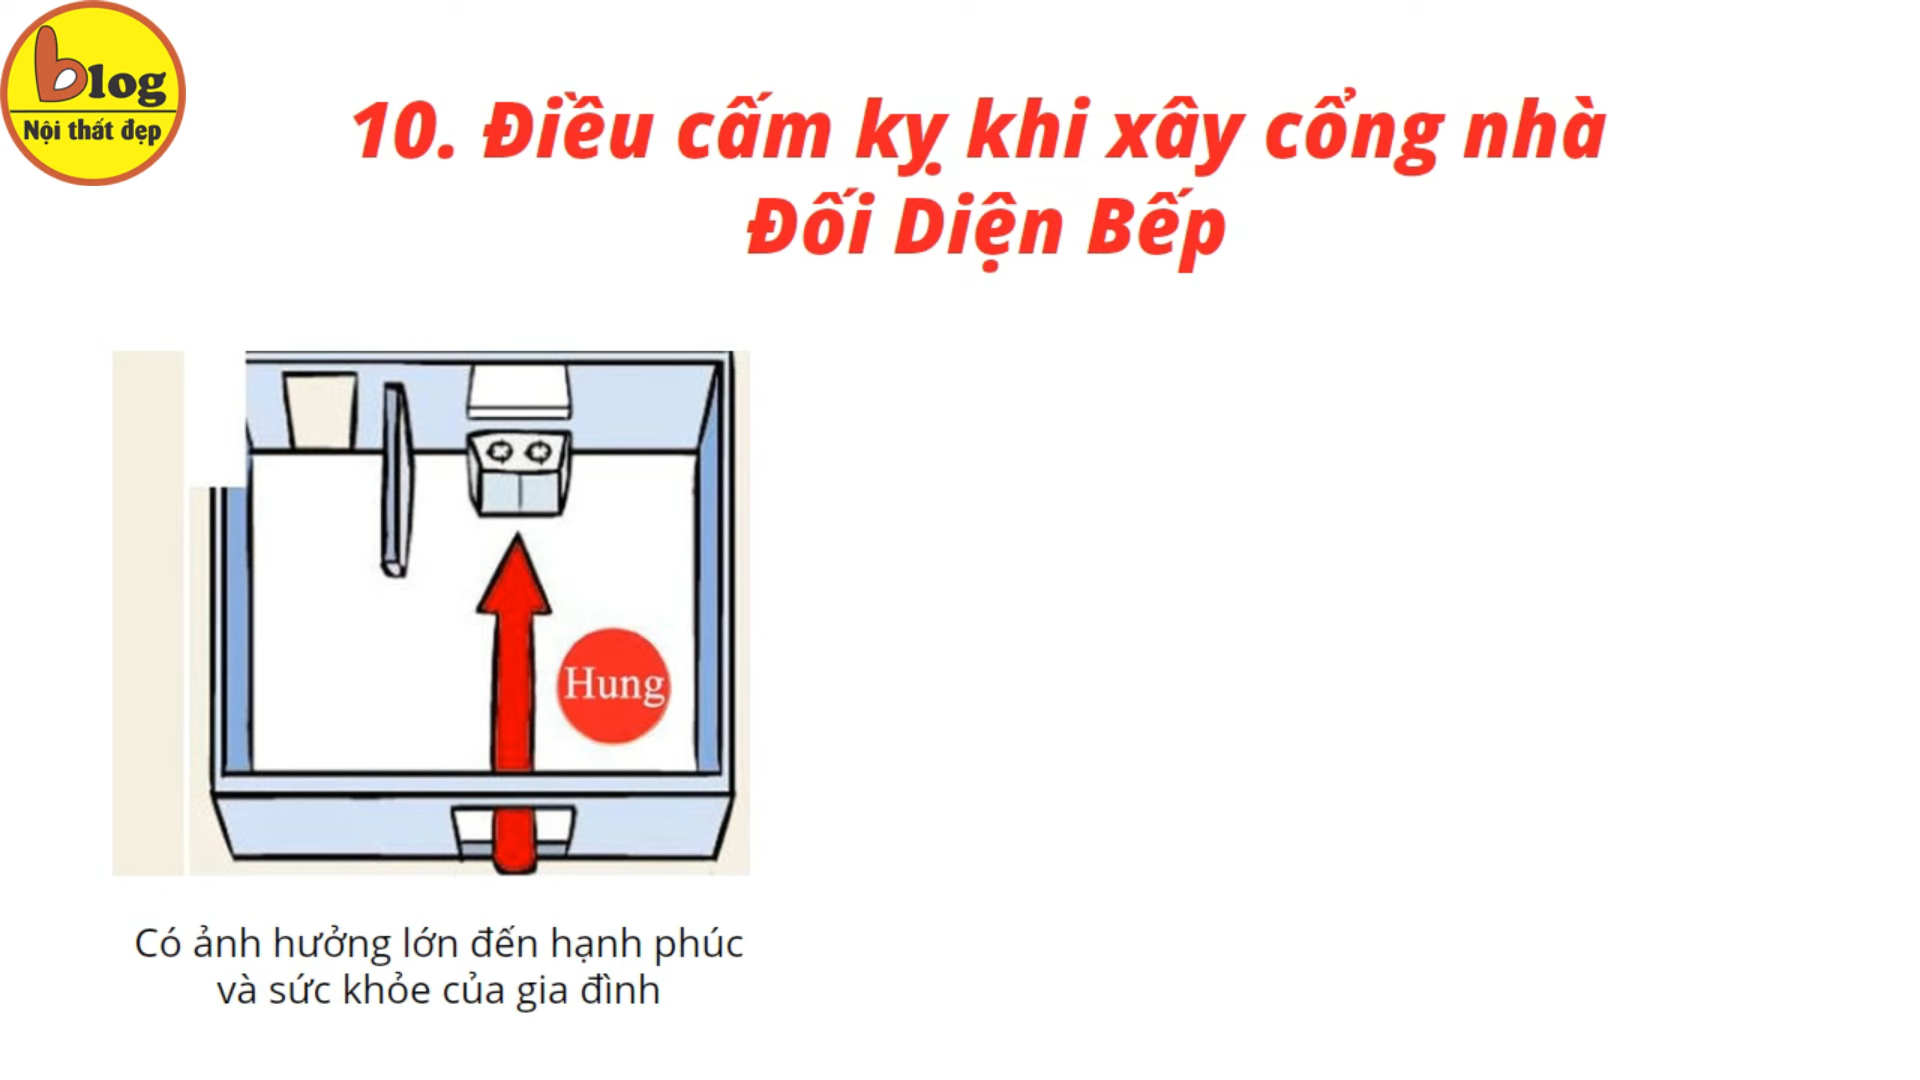 blog
Nội thất đẹp
10. Điều cấm kỵ khi xây cổng nhà
Đối Diện Bếp
Hung
Có ảnh hưởng lớn đến hạnh phúc
và sức khỏe của gia đình